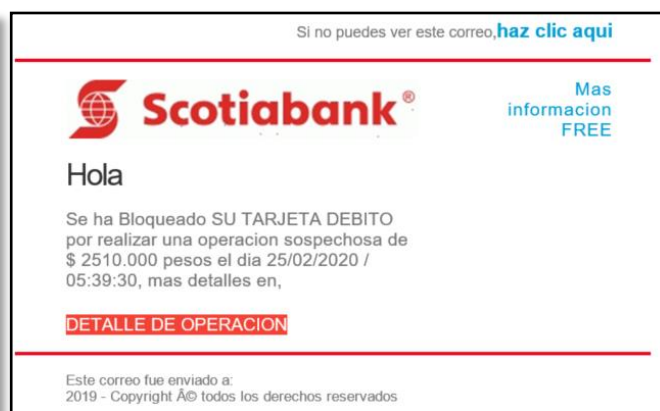 Si no puedes ver este correo,haz clic aqui
Scotiabank®
Mas
informacion
FREE
Hola
Se ha Bloqueado SU TARJETA DEBITO
por realizar una operacion sospechosa de
$ 2510.000 pesos el dia 25/02/2020 /
05:39:30, mas detalles en,
DETALLE DE OPERACION
Este correo fue enviado a:
2019 - Copyright Â© todos los derechos reservados